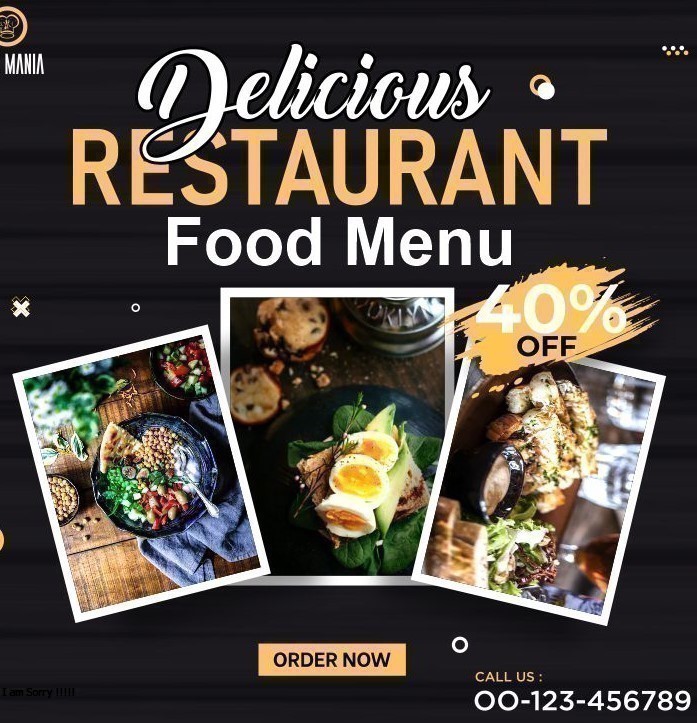 MANIA
Delicious
RESTAURANT
Food Menu
40%
OFF
ORDER NOW
I am Sorry !!!!!
CALL US :
OO-123-456789